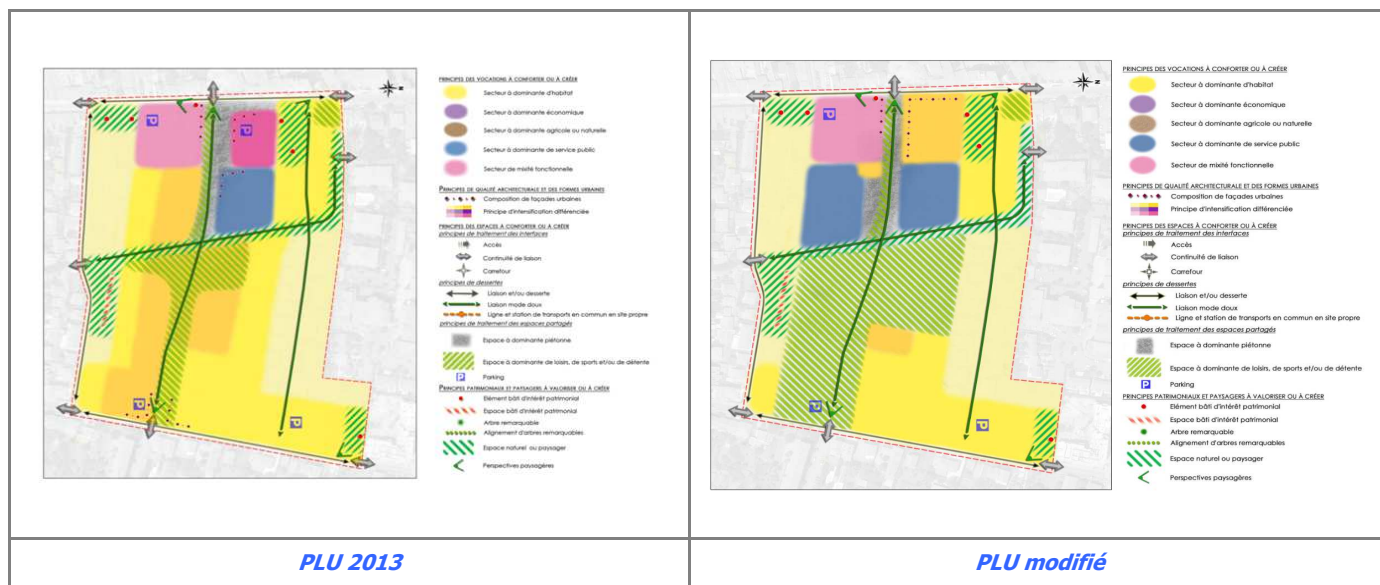 PRINCIPES DES VOCATIONS À CONFORTER OU À CRÉER
Secteur à dominante d'habitat
Secteur à dominante économique
Secteur à dominante agricole ou naturelle
Secteur à dominante de service public
Secteur de mixité fonctionnelle
PRINCIPES DE QUALITÉ ARCHITECTURALE ET DES FORMES URBAINES
Composition de façades urbaines
Principe d'intensification différenciée
PRINCIPES DES ESPACES À CONFORTER OU À CRÉER
principes de traitement des interfaces
Accès
Continuité de liaison
Carrefour
principes de dessertes
Liaison et/ou desserte
Liaison mode doux
Ligne et station de transports en commun en site propre
principes de traitement des espaces partagés
Espace à dominante piétonne
Espace à dominante de loisirs, de sports et/ou de détente
P Parking
PRINCIPES PATRIMONIAUX ET PAYSAGERS À VALORISER OU À CRÉER
Elément bâti d'intérêt patrimonial
Espace bâti d'intérêt patrimonial
Arbre remarquable
Alignement d'arbres remarquables
Espace naturel ou paysager
Perspectives paysagères
N
P
P
P
P
PLU 2013
PRINCIPES DES VOCATIONS À CONFORTER OU À CRÉER
Secteur à dominante d'habitat
Secteur à dominante économique
Secteur à dominante agricole ou naturelle
Secteur à dominante de service public
Secteur de mixité fonctionnelle
PRINCIPES DE QUALITÉ ARCHITECTURALE ET DES FORMES URBAINES
Composition de façades urbaines
Principe d'intensification différenciée
PRINCIPES DES ESPACES À CONFORTER OU À CRÉER
principes de traitement des interfaces
Accès
Continuité de liaison
Carrefour
principes de dessertes
Liaison et/ou desserte
Liaison mode doux
Ligne et station de transports en commun en site propre
principes de traitement des espaces partagés
Espace à dominante piétonne
Espace à dominante de loisirs, de sports et/ou de détente
P Parking
PRINCIPES PATRIMONIAUX ET PAYSAGERS À VALORISER OU À CRÉER
Elément bâti d'intérêt patrimonial
Espace bâti d'intérêt patrimonial
Arbre remarquable
Alignement d'arbres remarquables
Espace naturel ou paysager
Perspectives paysagères
N
P
P
P
PLU modifié